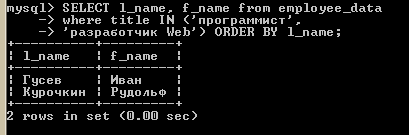 mysql> SELECT l_name, f_name from employee_data
-> where title IN ('программист',
-> 'разработчик Web') ORDER BY l_name;
+----------+---------+
| l_name | f_name |
+----------+---------+
| Гусев | Иван |
| Курочкин | Рудольф |
+----------+---------+
2 rows in set (0.00 sec)